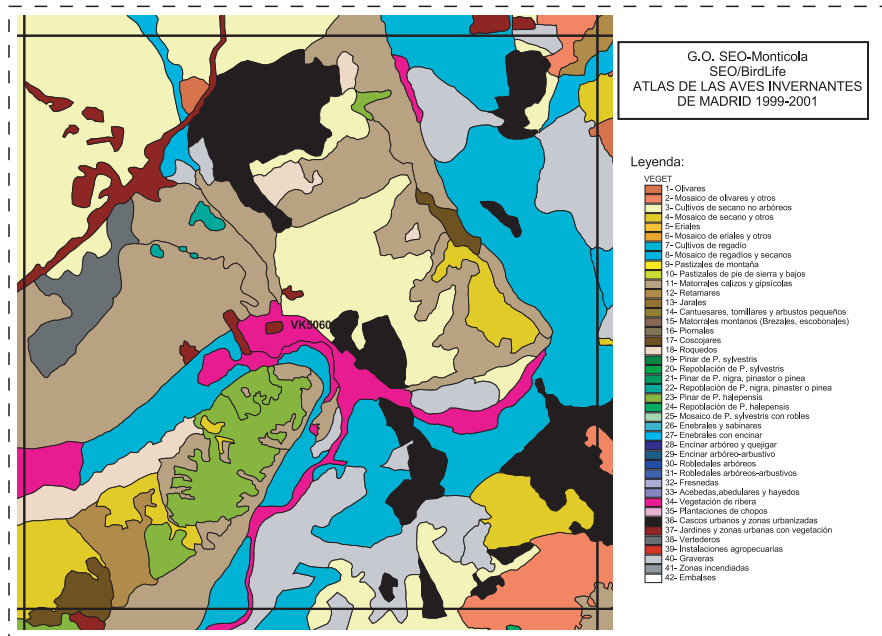 G.O. SEO-Monticola
SEO/BirdLife
ATLAS DE LAS AVES INVERNANTES
DE MADRID 1999-2001
VK5060
Leyenda:
VEGET
1- Olivares
2- Mosaico de olivares y otros
3- Cultivos de secano no arbóreos
4- Mosaico de secano y otros
5- Eriales
6- Mosaico de eriales y otros
7- Cultivos de regadío
8- Mosaico de regadíos y secanos
9- Pastizales de montaña
10- Pastizales de pie de sierra y bajos
11- Matorrales calizos y gipsícolas
12- Retamares
13- Jarales
14- Cantuesares, tomillares y arbustos pequeños
15- Matorrales montanos (Brezales, escobonales)
16- Piornales
17- Coscojares
18- Roquedos
19- Pinar de P. sylvestris
20- Repoblación de P. sylvestris
21- Pinar de P. nigra, pinaster o pinea
22- Repoblación de P. nigra, pinaster o pinea
23- Pinar de P. halepensis
24- Repoblación de P. halepensis
25- Mosaico de P. sylvestris con robles
26- Enebrales y sabinares
27- Enebrales con encinar
28- Encinar arbóreo y quejigar
29- Encinar arbóreo-arbustivo
30- Robledales arbóreos
31- Robledales arbóreos-arbustivos
32- Fresnedas
33- Acebedas,abedulares y hayedos
34- Vegetación de ribera
35- Plantaciones de chopos
36- Cascos urbanos y zonas urbanizadas
37- Jardines y zonas urbanas con vegetación
38- Vertederos
39- Instalaciones agropecuarias
40- Graveras
41- Zonas incendiadas
42- Embalses